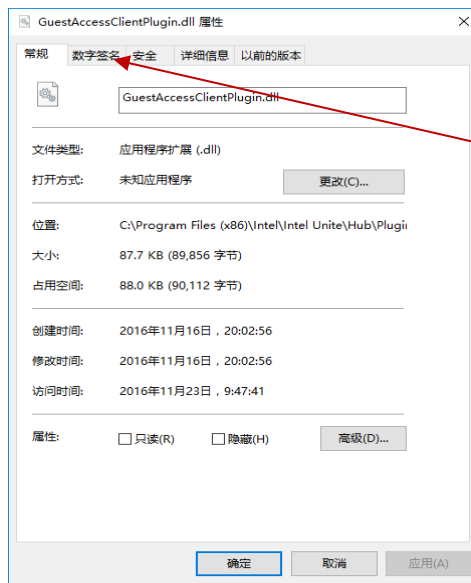 GuestAccessClientPlugin.dll 属性
常规 数字签名 安全 详细信息 以前的版本
GuestAccessClientPlugin.dll
文件类型: 应用程序扩展 (.dll)
打开方式: 未知应用程序 更改(C)...
位置: C:\Program Files (x86)\Intel\Intel Unite\Hub\Plugi
大小: 87.7 KB (89,856 字节)
占用空间: 88.0 KB (90,112 字节)
创建时间: 2016年11月16日，20:02:56
修改时间: 2016年11月16日，20:02:56
访问时间: 2016年11月23日，9:47:41
属性: 只读(R) 隐藏(H) 高级(D)...
确定 取消 应用(A)